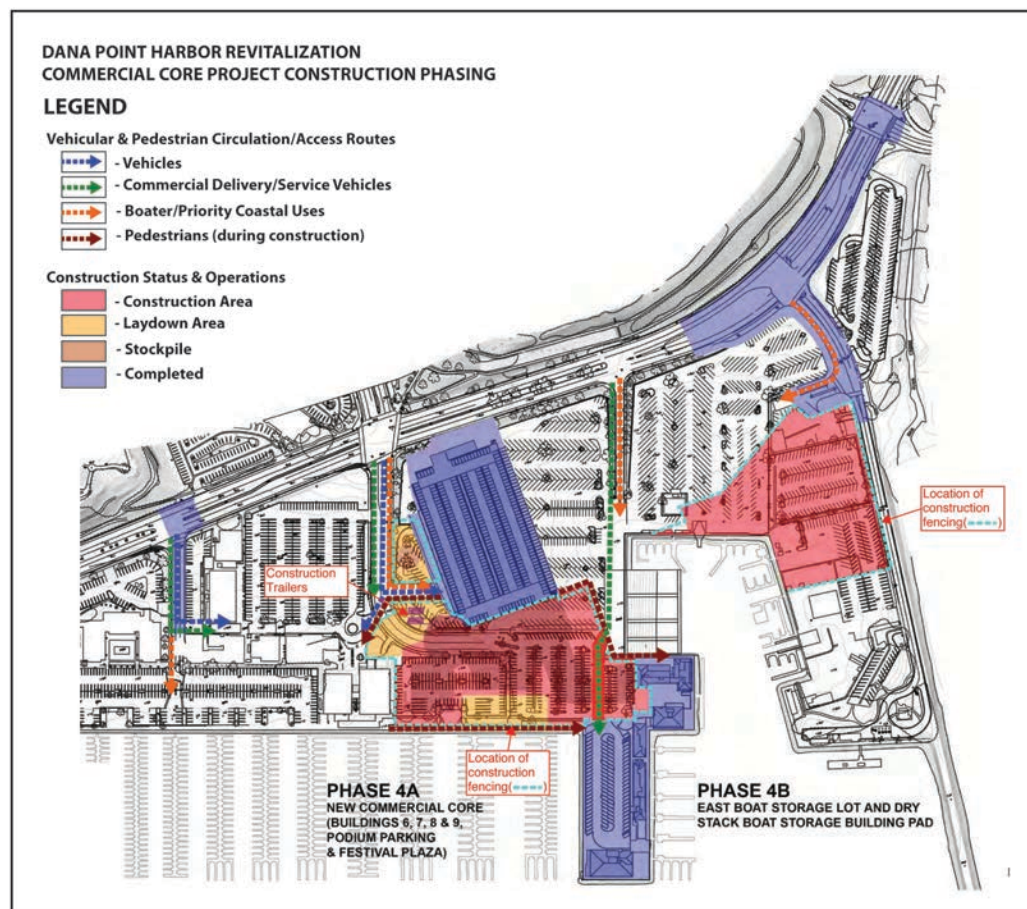 DANA POINT HARBOR REVITALIZATION
COMMERCIAL CORE PROJECT CONSTRUCTION PHASING
LEGEND
Vehicular & Pedestrian Circulation/Access Routes
- Vehicles
- Commercial Delivery/Service Vehicles
- Boater/Priority Coastal Uses
- Pedestrians (during construction)
Construction Status & Operations
- Construction Area
- Laydown Area
- Stockpile
- Completed
Location of
construction
fencing( )
Construction
Trailers
Location of
construction
fencing( )
PHASE 4A
NEW COMMERCIAL CORE
(BUILDINGS 6, 7, 8 & 9,
PODIUM PARKING
& FESTIVAL PLAZA)
PHASE 4B
EAST BOAT STORAGE LOT AND DRY
STACK BOAT STORAGE BUILDING PAD